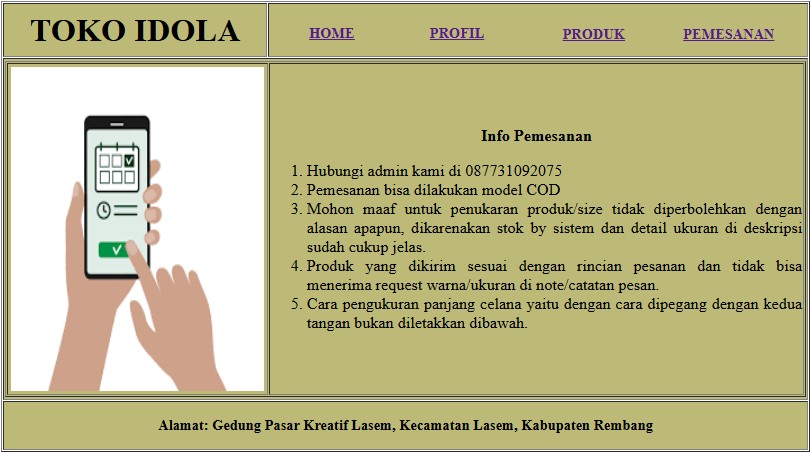 TOKO IDOLA
HOME PROFIL PRODUK PEMESANAN
Info Pemesanan
1. Hubungi admin kami di 087731092075
2. Pemesanan bisa dilakukan model COD
3. Mohon maaf untuk penukaran produk/size tidak diperbolehkan dengan
alasan apapun, dikarenakan stok by sistem dan detail ukuran di deskripsi
sudah cukup jelas.
4. Produk yang dikirim sesuai dengan rincian pesanan dan tidak bisa
menerima request warna/ukuran di note/catatan pesan.
5. Cara pengukuran panjang celana yaitu dengan cara dipegang dengan kedua
tangan bukan diletakkan dibawah.
Alamat: Gedung Pasar Kreatif Lasem, Kecamatan Lasem, Kabupaten Rembang